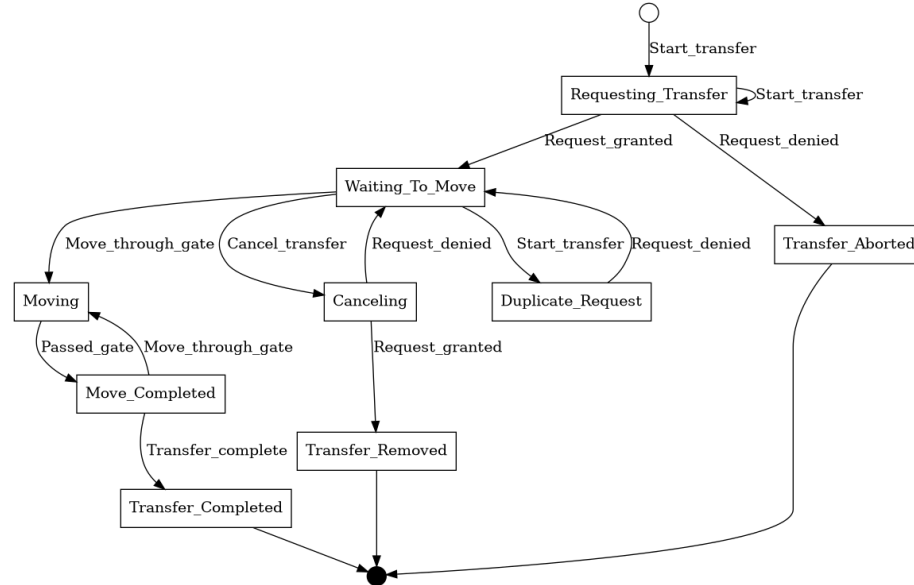 Start_transfer
Requesting_Transfer
Start_transfer
Request_granted
Request_denied
Waiting_To_Move
Move_through_gate
Cancel_transfer
Request_denied
Start_transfer
Request_denied
Transfer_Aborted
Moving
Canceling
Duplicate_Request
Passed_gate
Move_through_gate
Request_granted
Move_Completed
Transfer_complete
Transfer_Removed
Transfer_Completed